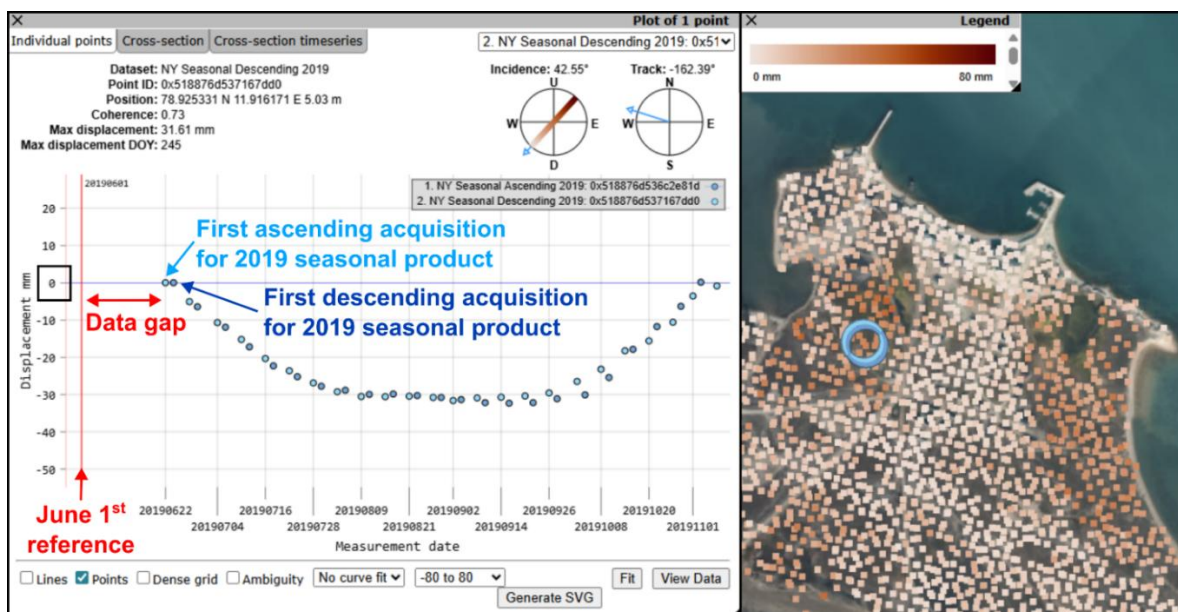 Plot of 1 point
Individual points Cross-section Cross-section timeseries
2. NY Seasonal Descending 2019: 0x51
Dataset: NY Seasonal Descending 2019
Point ID: 0x518876d537167dd0
Position: 78.925331 N 11.916171 E 5.03 m
Coherence: 0.73
Max displacement: 31.61 mm
Max displacement DOY: 245
Incidence: 42.55°
U
W E
D
Track: -162.39°
N
W E
S
20190601
1. NY Seasonal Ascending 2019: 0x518876d536c2e81d
2. NY Seasonal Descending 2019: 0x518876d537167dd0
First ascending acquisition
for 2019 seasonal product
First descending acquisition
for 2019 seasonal product
Data gap
June 1st
reference
Displacement mm
20
10
0
-10
-20
-30
-40
-50
20190622 20190716 20190809 20190902 20190926 20191020
20190704 20190728 20190821 20190914 20191008 20191101
Measurement date
Lines Points Dense grid Ambiguity No curve fit -80 to 80 Fit View Data
Generate SVG
Legend
0 mm 80 mm